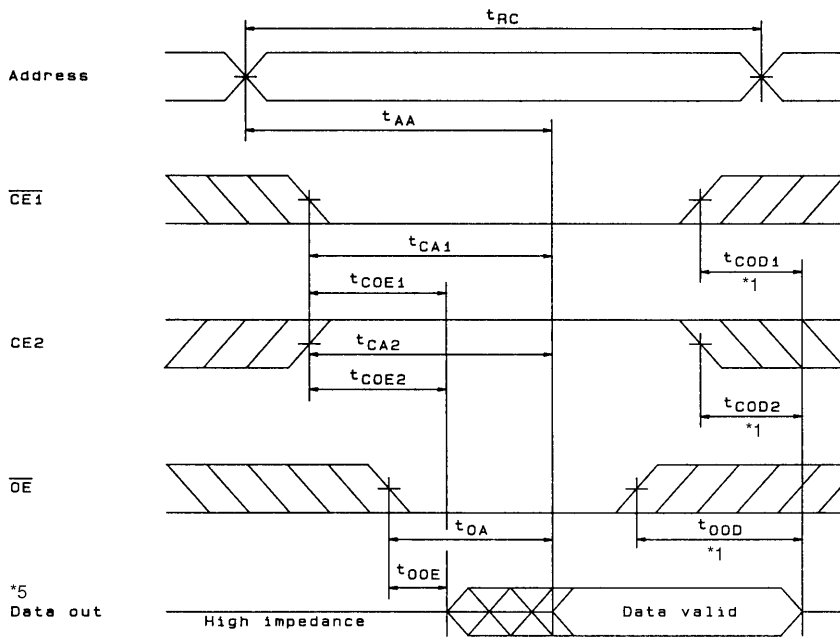 tRC
Address
tAA
CE1
tCA1
tCOE1
tCOD1
*1
CE2
tCA2
tCOE2
tCOD2
*1
OE
tOA
tOOD
*1
tOOE
*5
Data out
High impedance
Data valid